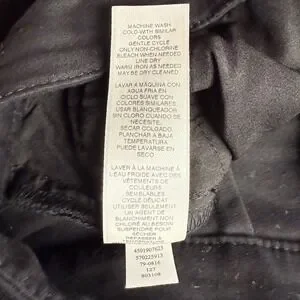 MACHINE WASH
COLD-WITH SIMILAR
COLORS
GENTLE CYCLE
ONLY NON-CHLORINE
BLEACH WHEN NEEDED
LINE DRY
WARM IRON AS NEEDED
MAY BE DRY CLEANED
LAVAR A MÁQUINA CON
AGUA FRIA EN
CICLO SUAVE CON
COLORES SIMILARES.
USAR BLANQUEADOR
SIN CLORO CUANDO SE
NECESITE,
SECAR COLGADO.
PLANCHAR A BAJA
TEMPERATURA
PUEDE LAVARSE EN
SECO
LAVER À LA MACHINE À
L'EAU FROIDE AVEC DES
VÊTEMENTS DE
COULEURS
SEMBLABLES
CYCLE DÉLICAT
UTILISER SEULEMENT
UN AGENT DE
BLANCHIMENT NON
CHLORÉ AU BESOIN
SUSPENDRE POUR
SÉCHER
REPASSER À
4501907623
570225913
79-0816
127
003108